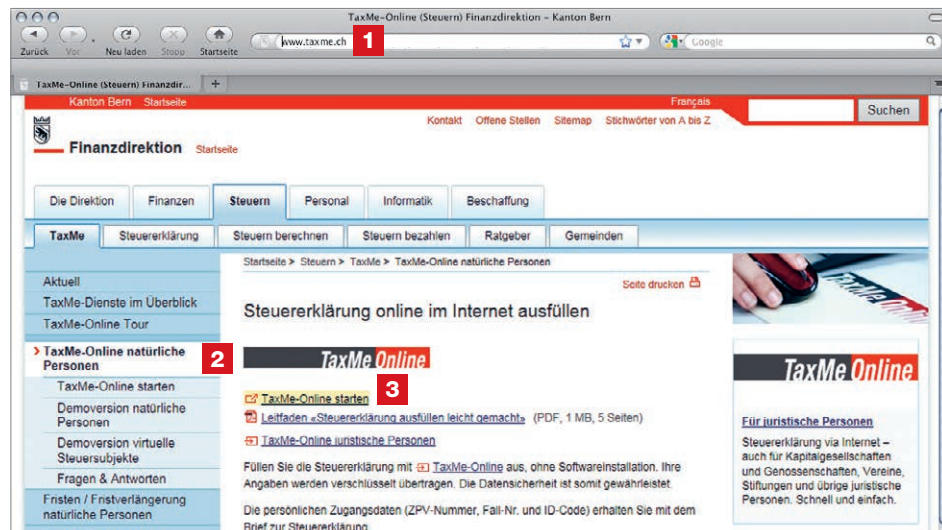 TaxMe-Online (Steuern) Finanzdirektion – Kanton Bern
Zurück Vor Neu laden Stopp Startseite
www.taxme.ch 1
Google
TaxMe-Online (Steuern) Finanzdir... +
Kanton Bern Startseite Français
Suchen
Kontakt Offene Stellen Sitemap Stichwörter von A bis Z
Finanzdirektion Startseite
Die Direktion Finanzen Steuern Personal Informatik Beschaffung
TaxMe Steuererklärung Steuern berechnen Steuern bezahlen Ratgeber Gemeinden
Startseite > Steuern > TaxMe > TaxMe-Online natürliche Personen
Seite drucken
Aktuell
TaxMe-Dienste im Überblick
TaxMe-Online Tour
TaxMe-Online natürliche
Personen
2
TaxMe-Online starten
Demoversion natürliche
Personen
Demoversion virtuelle
Steuersubjekte
Fragen & Antworten
Fristen / Fristverlängerung
natürliche Personen
Steuererklärung online im Internet ausfüllen
TaxMe Online
TaxMe-Online starten 3
Leitfaden «Steuererklärung ausfüllen leicht gemacht» (PDF, 1 MB, 5 Seiten)
TaxMe-Online juristische Personen
Füllen Sie die Steuererklärung mit TaxMe-Online aus, ohne Softwareinstallation. Ihre
Angaben werden verschlüsselt übertragen. Die Datensicherheit ist somit gewährleistet.
Die persönlichen Zugangsdaten (ZPV-Nummer, Fall-Nr. und ID-Code) erhalten Sie mit dem
Brief zur Steuererklärung.
TaxMe Online
TaxMe Online
Für juristische Personen
Steuererklärung via Internet –
auch für Kapitalgesellschaften
und Genossenschaften, Vereine,
Stiftungen und übrige juristische
Personen. Schnell und einfach.